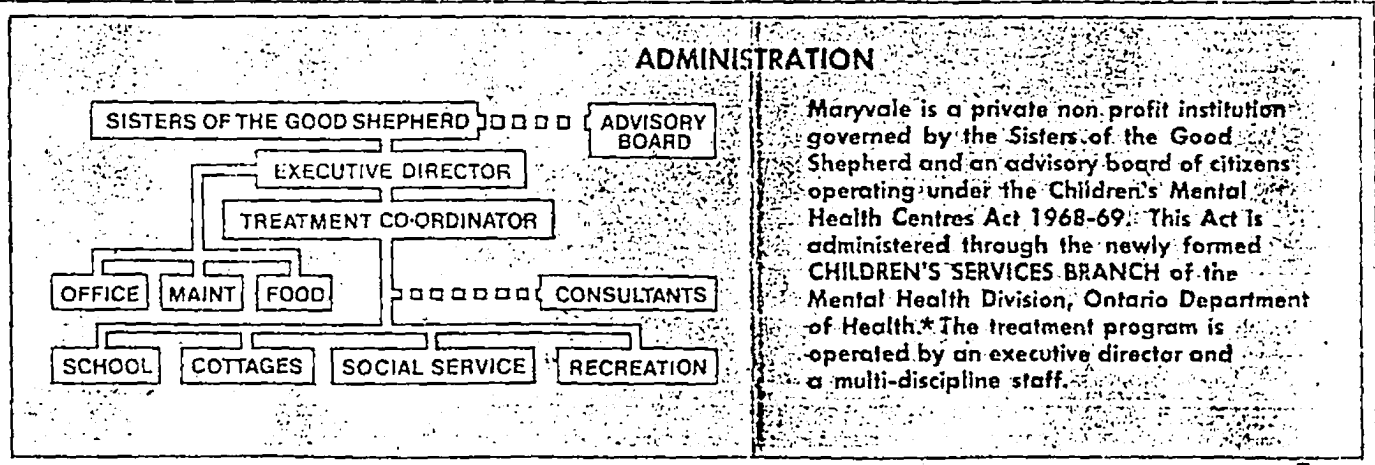 ADMINISTRATION
SISTERS OF THE GOOD SHEPHERD
ADVISORY
BOARD
EXECUTIVE DIRECTOR
TREATMENT CO-ORDINATOR
OFFICE
MAINT
FOOD
CONSULTANTS
SCHOOL
COTTAGES
SOCIAL SERVICE
RECREATION
Maryvale is a private non profit institution
governed by the Sisters of the Good
Shepherd and an advisory board of citizens
operating under the Children's Mental
Health Centres Act 1968-69. This Act is
administered through the newly formed
CHILDREN'S SERVICES BRANCH of the
Mental Health Division, Ontario Department
of Health.* The treatment program is
operated by an executive director and
a multi-discipline staff.